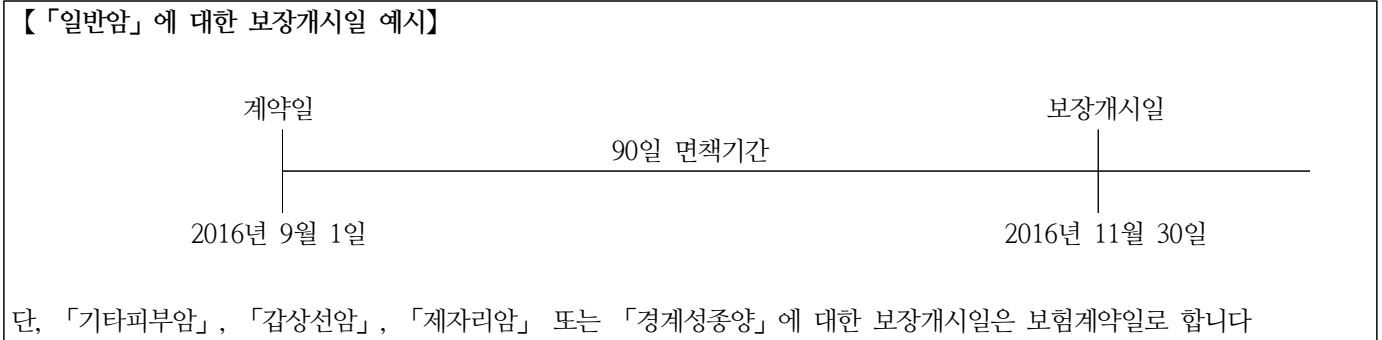 【「일반암」에 대한 보장개시일 예시】
계약일 보장개시일
90일 면책기간
2016년 9월 1일 2016년 11월 30일
단, 「기타피부암」, 「갑상선암」, 「제자리암」 또는 「경계성종양」에 대한 보장개시일은 보험계약일로 합니다